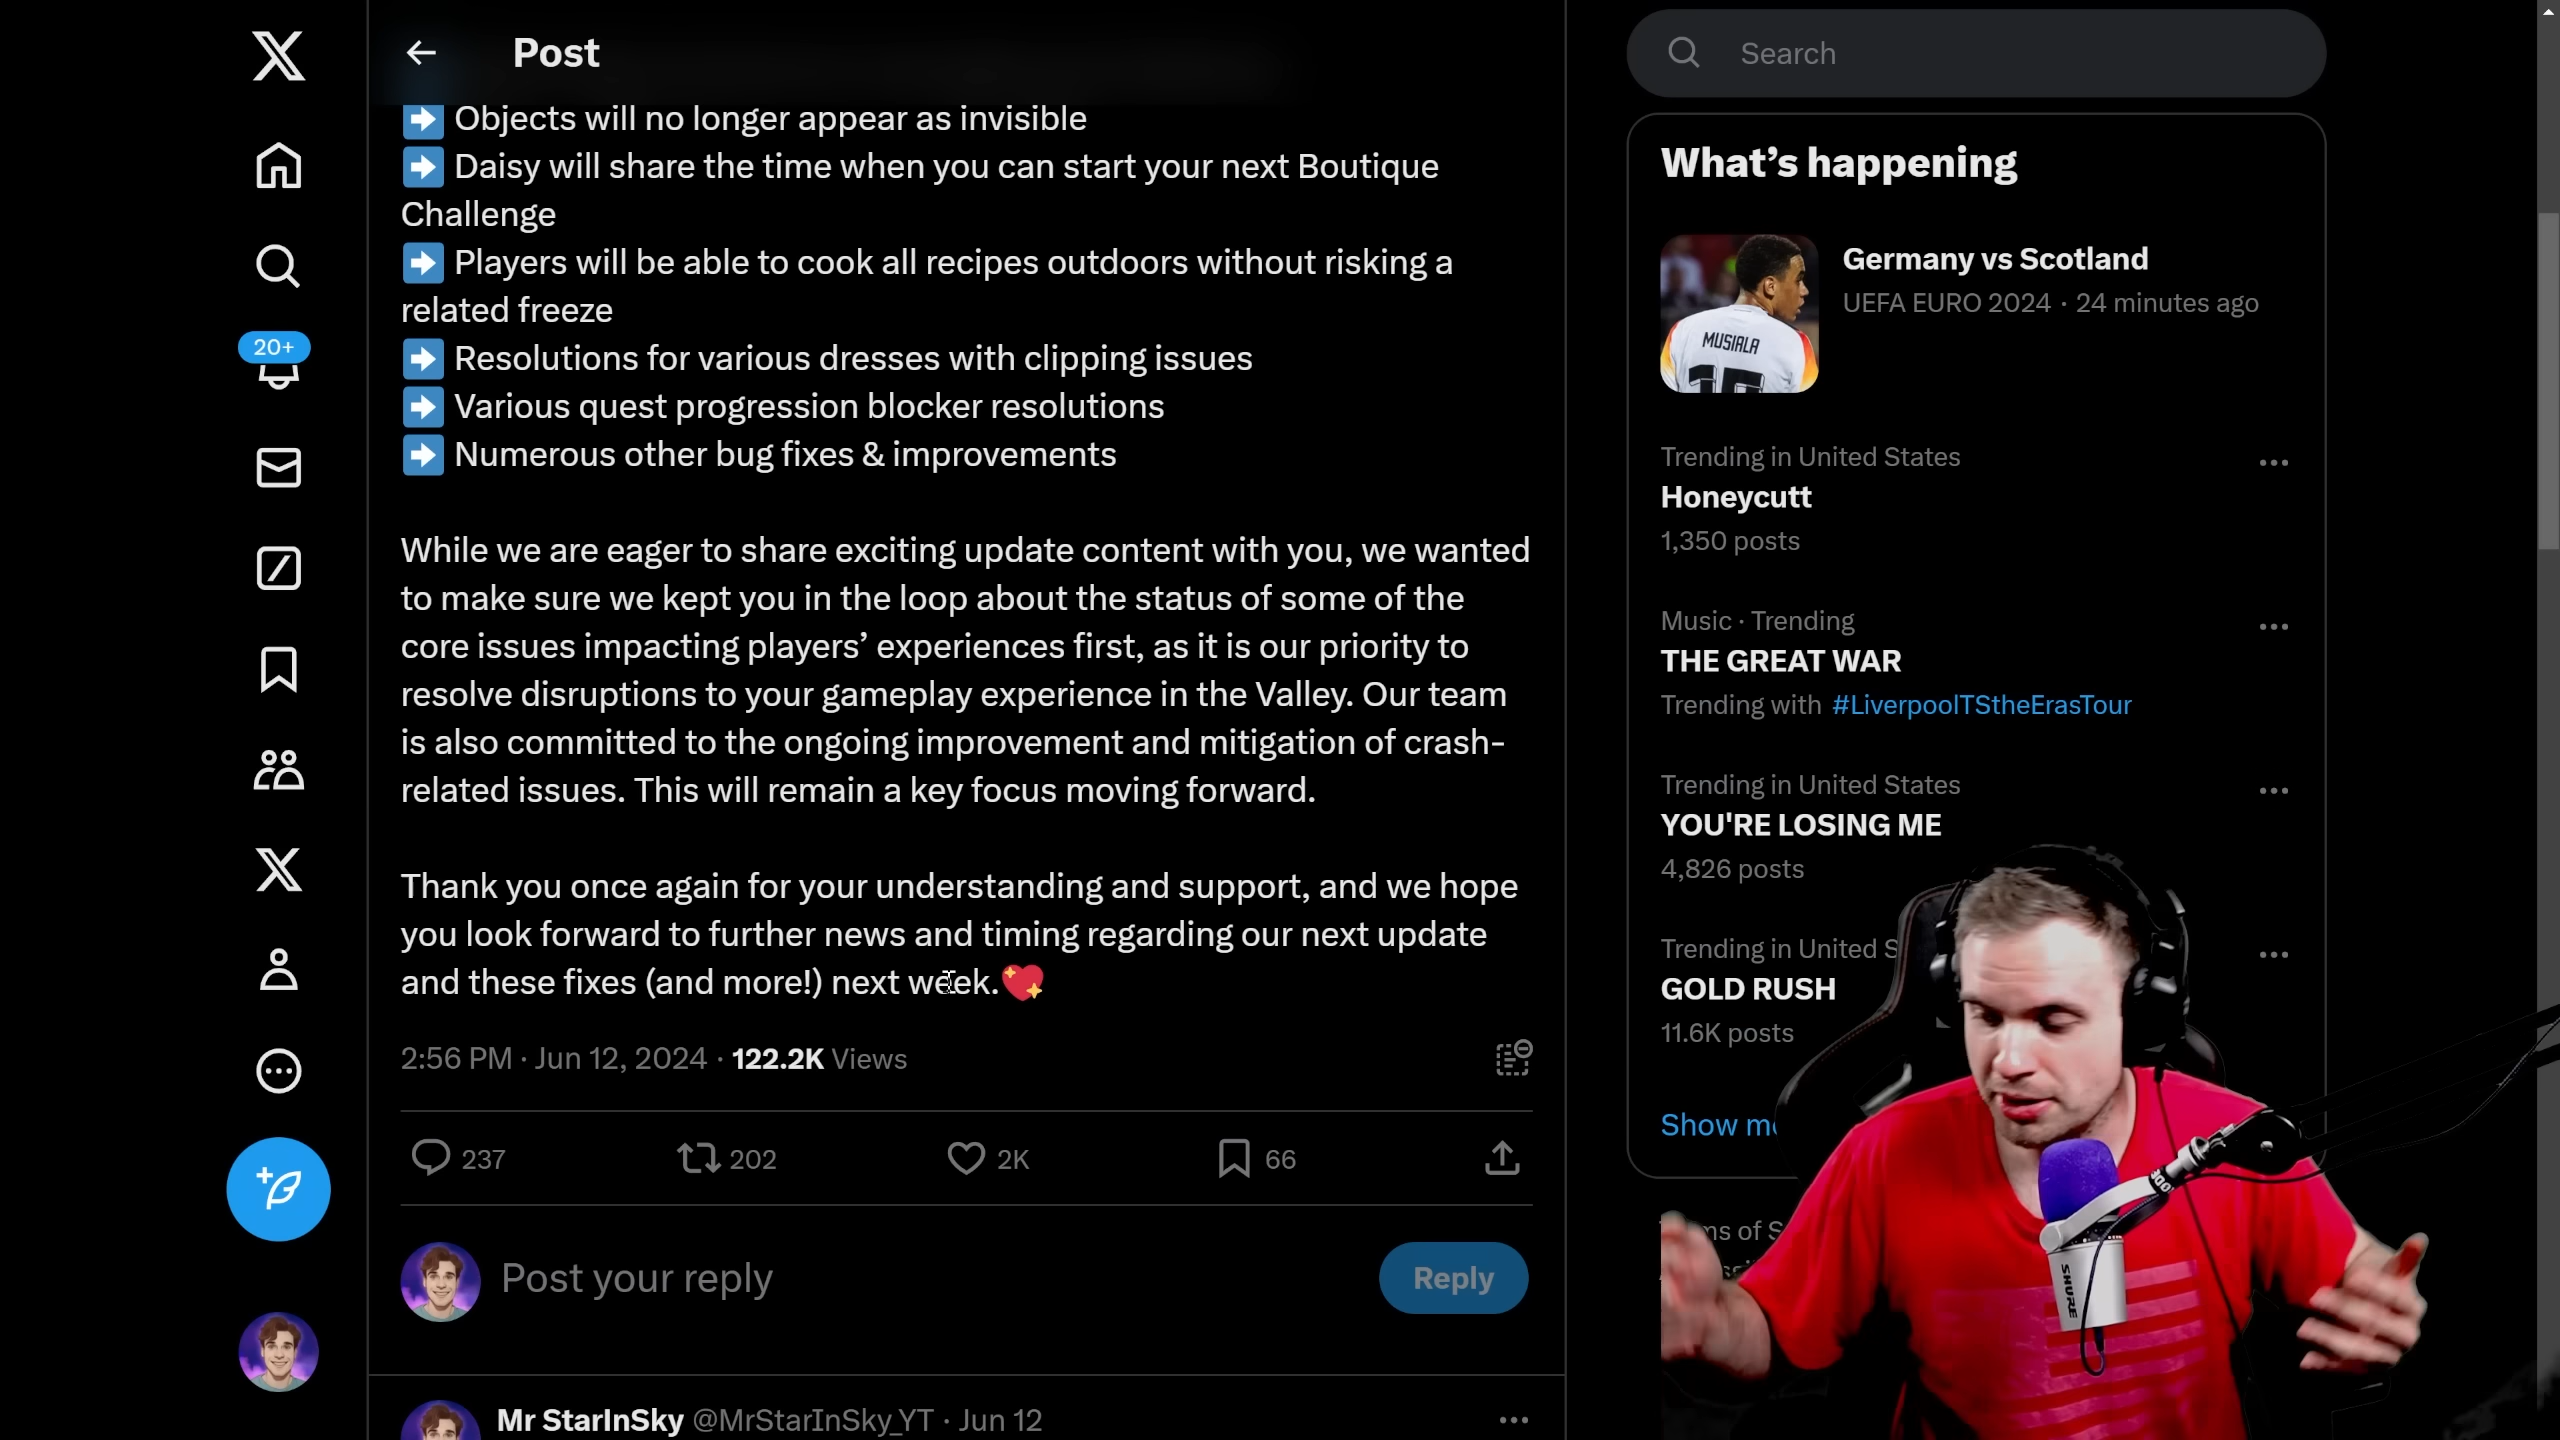 Post
Objects will no longer appear as invisible
Daisy will share the time when you can start your next Boutique
Challenge
Players will be able to cook all recipes outdoors without risking a
related freeze
Resolutions for various dresses with clipping issues
Various quest progression blocker resolutions
Numerous other bug fixes & improvements
While we are eager to share exciting update content with you, we wanted
to make sure we kept you in the loop about the status of some of the
core issues impacting players’ experiences first, as it is our priority to
resolve disruptions to your gameplay experience in the Valley. Our team
is also committed to the ongoing improvement and mitigation of crash-
related issues. This will remain a key focus moving forward.
Thank you once again for your understanding and support, and we hope
you look forward to further news and timing regarding our next update
and these fixes (and more!) next week.
2:56 PM · Jun 12, 2024 · 122.2K Views
237
202
2K
66
Post your reply
Reply
Mr StarInSky @MrStarInSky_YT · Jun 12
20+
Search
What’s happening
Germany vs Scotland
UEFA EURO 2024 · 24 minutes ago
MUSIALA
Trending in United States
Honeycutt
1,350 posts
Music · Trending
THE GREAT WAR
Trending with #LiverpoolTStheErasTour
Trending in United States
YOU'RE LOSING ME
4,826 posts
Trending in United S
GOLD RUSH
11.6K posts
Show
SHURE